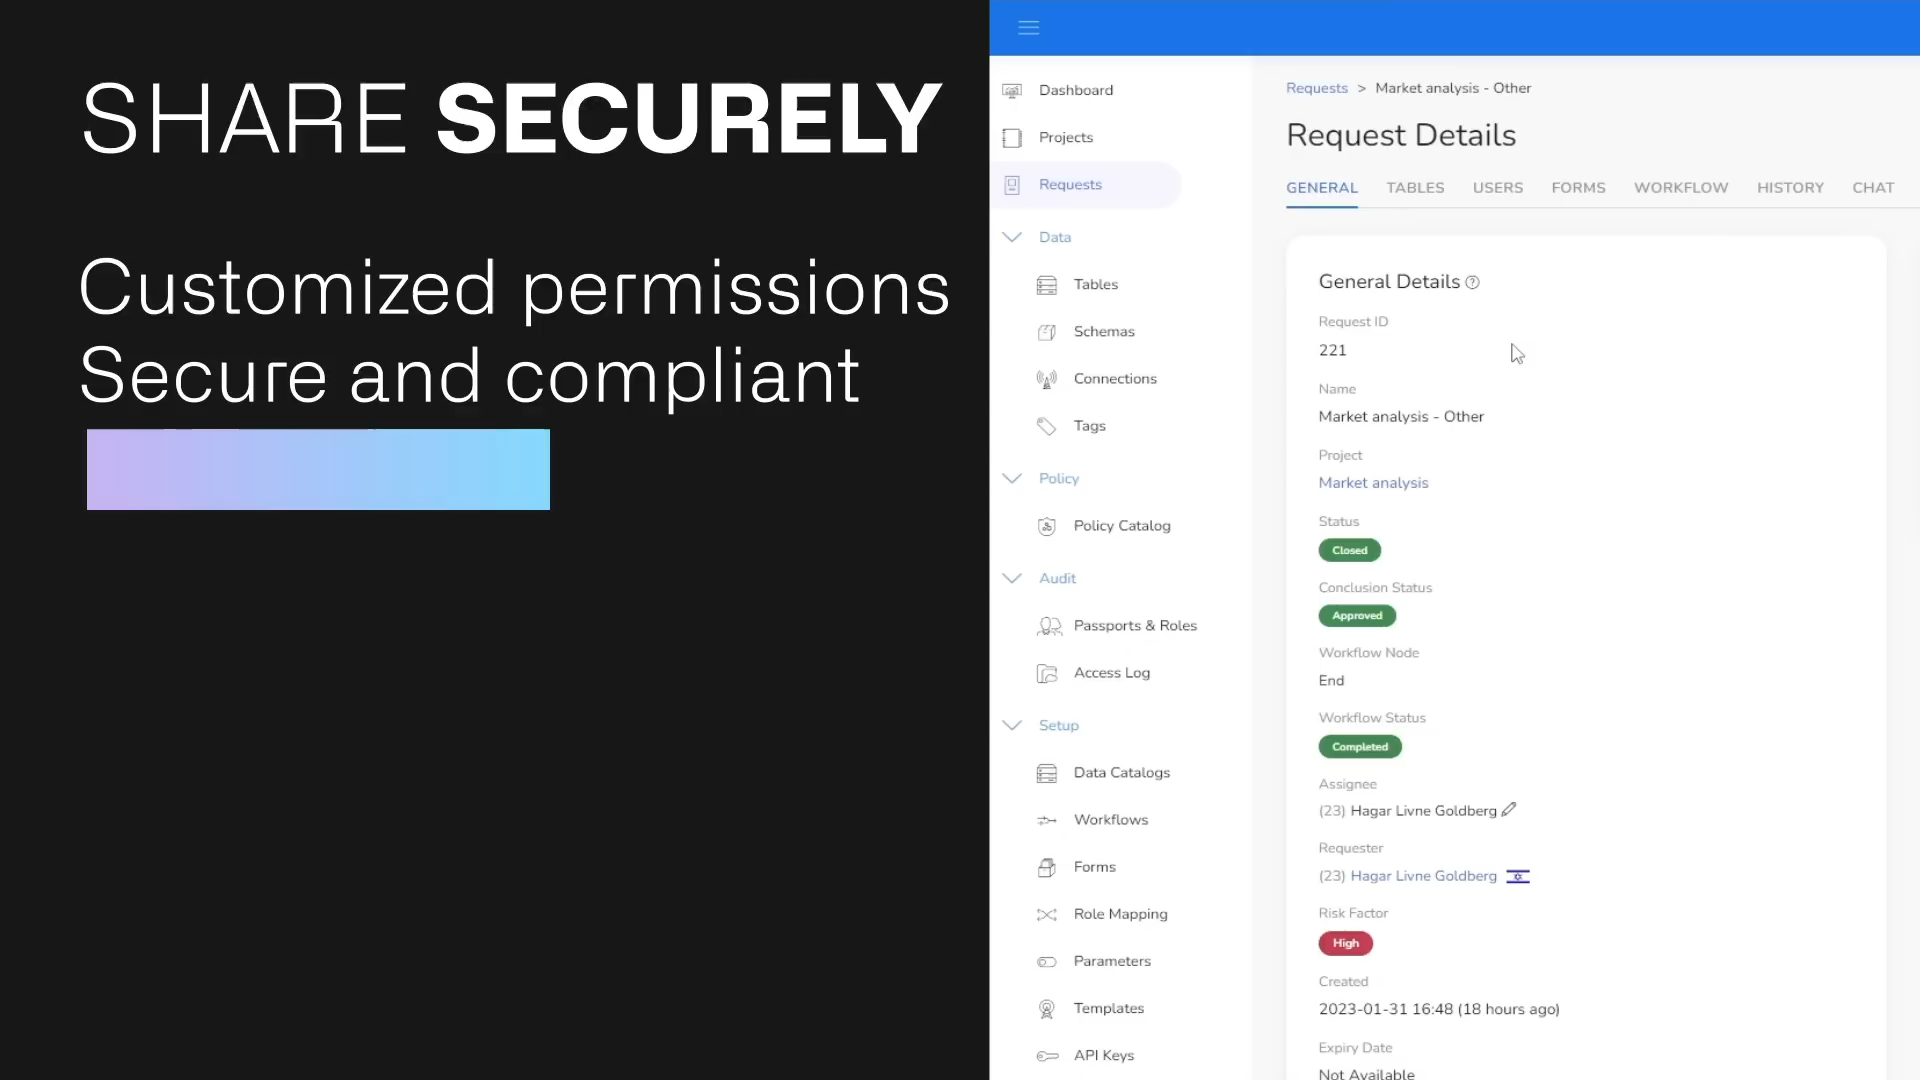 SHARE SECURELY
Customized permissions
Secure and compliant
Dashboard
Projects
Requests
Data
Tables
Schemas
Connections
Tags
Policy
Policy Catalog
Audit
Passports & Roles
Access Log
Setup
Data Catalogs
Workflows
Forms
Role Mapping
Parameters
Templates
API Keys
Requests > Market analysis - Other
Request Details
GENERAL TABLES USERS FORMS WORKFLOW HISTORY CHAT
General Details ?
Request ID
221
Name
Market analysis - Other
Project
Market analysis
Status
Closed
Conclusion Status
Approved
Workflow Node
End
Workflow Status
Completed
Assignee
(23) Hagar Livne Goldberg
Requester
(23) Hagar Livne Goldberg
Risk Factor
High
Created
2023-01-31 16:48 (18 hours ago)
Expiry Date
Not Available